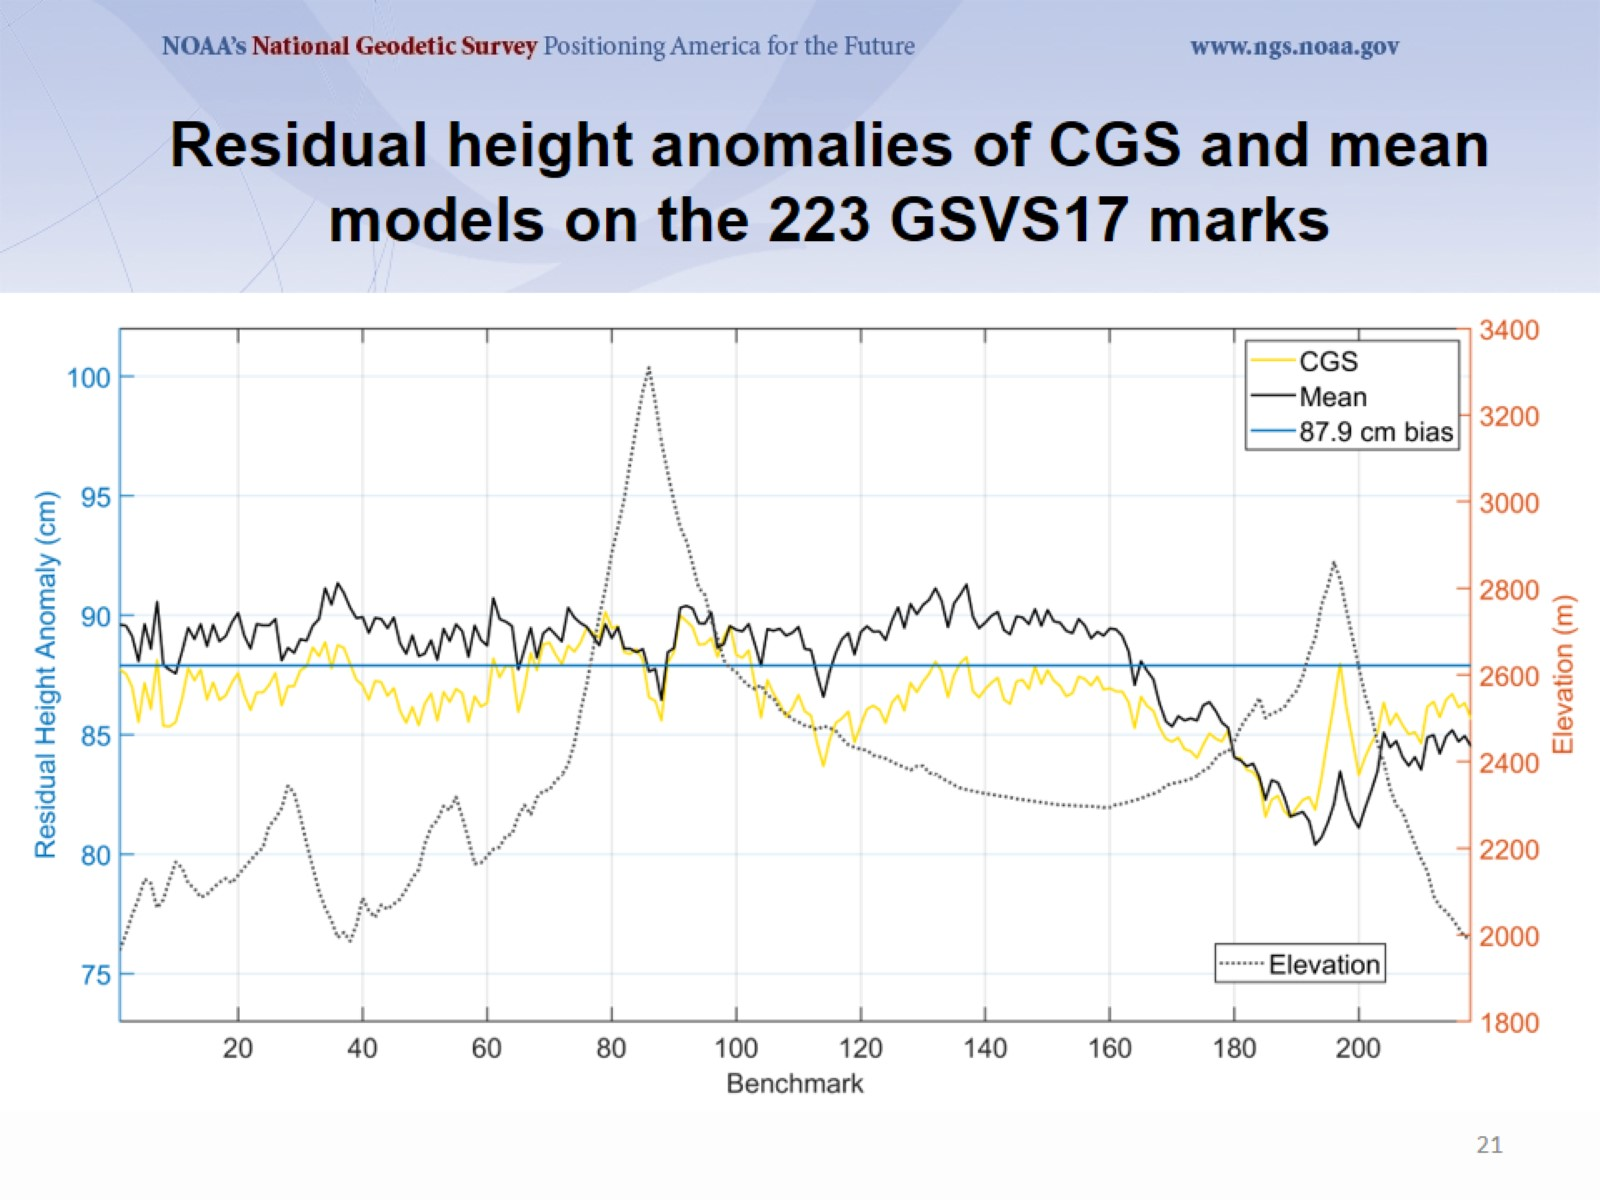 NOAA's National Geodetic Survey Positioning America for the Future www.ngs.noaa.gov
Residual height anomalies of CGS and mean
models on the 223 GSVS17 marks
Residual Height Anomaly (cm)
100
95
90
85
80
75
CGS
Mean
87.9 cm bias
Elevation
3400
3200
3000
2800
2600
2400
2200
2000
1800
Elevation (m)
20 40 60 80 100 120 140 160 180 200
Benchmark
21